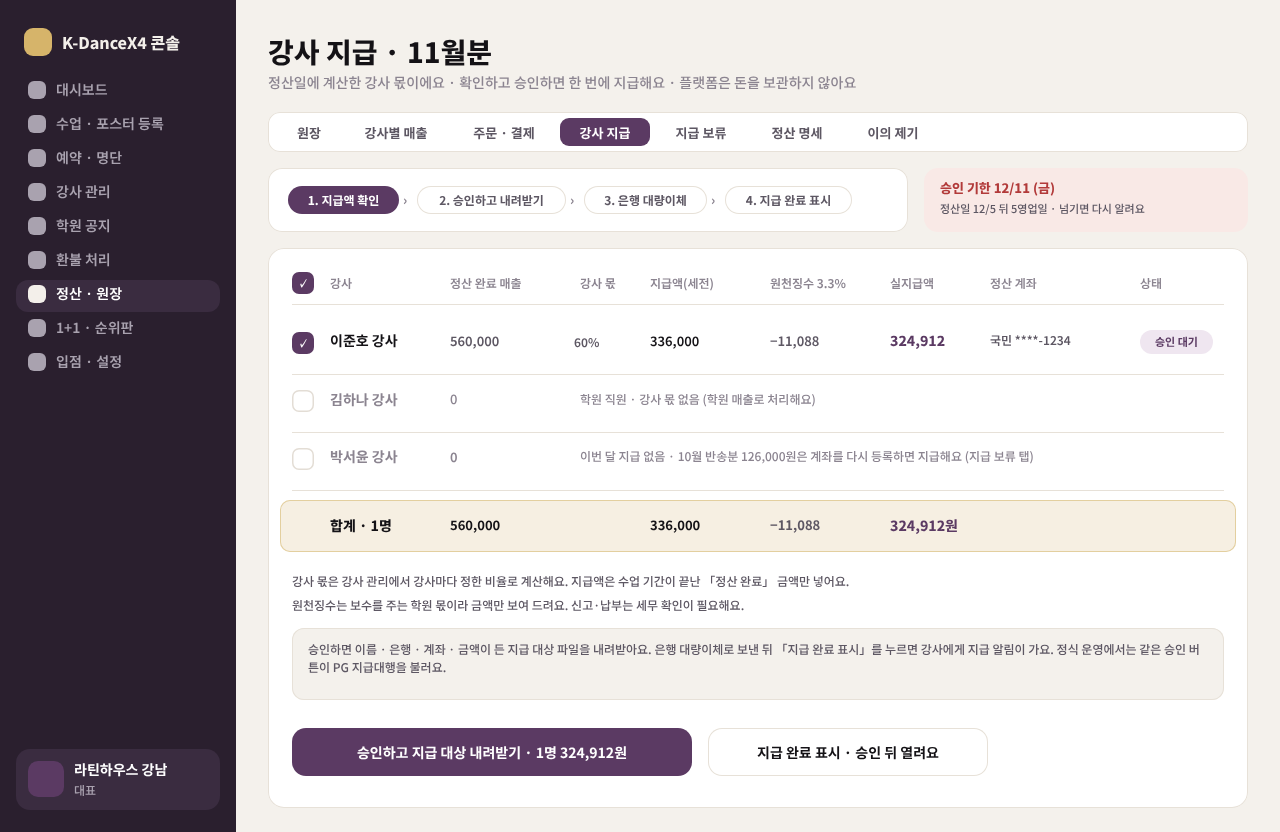 K-DanceX4 콘솔
대시보드
수업 · 포스터 등록
예약 · 명단
강사 관리
학원 공지
환불 처리
정산 · 원장
1+1 · 순위판
입점 · 설정
라틴하우스 강남
대표
강사 지급 · 11월분
정산일에 계산한 강사 몫이에요 · 확인하고 승인하면 한 번에 지급해요 · 플랫폼은 돈을 보관하지 않아요
원장 강사별 매출 주문 · 결제 강사 지급 지급 보류 정산 명세 이의 제기
1. 지급액 확인 › 2. 승인하고 내려받기 › 3. 은행 대량이체 › 4. 지급 완료 표시
승인 기한 12/11 (금)
정산일 12/5 뒤 5영업일 · 넘기면 다시 알려요
✓ 강사 정산 완료 매출 강사 몫 지급액(세전) 원천징수 3.3% 실지급액 정산 계좌 상태
✓ 이준호 강사 560,000 60% 336,000 −11,088 324,912 국민 ****-1234 승인 대기
김하나 강사 0 학원 직원 · 강사 몫 없음 (학원 매출로 처리해요)
박서윤 강사 0 이번 달 지급 없음 · 10월 반송분 126,000원은 계좌를 다시 등록하면 지급해요 (지급 보류 탭)
합계 · 1명 560,000 336,000 −11,088 324,912원
강사 몫은 강사 관리에서 강사마다 정한 비율로 계산해요. 지급액은 수업 기간이 끝난 「정산 완료」 금액만 넣어요.
원천징수는 보수를 주는 학원 몫이라 금액만 보여 드려요. 신고·납부는 세무 확인이 필요해요.
승인하면 이름 · 은행 · 계좌 · 금액이 든 지급 대상 파일을 내려받아요. 은행 대량이체로 보낸 뒤 「지급 완료 표시」를 누르면 강사에게 지급 알림이 가요. 정식 운영에서는 같은 승인 버
튼이 PG 지급대행을 불러요.
승인하고 지급 대상 내려받기 · 1명 324,912원
지급 완료 표시 · 승인 뒤 열려요